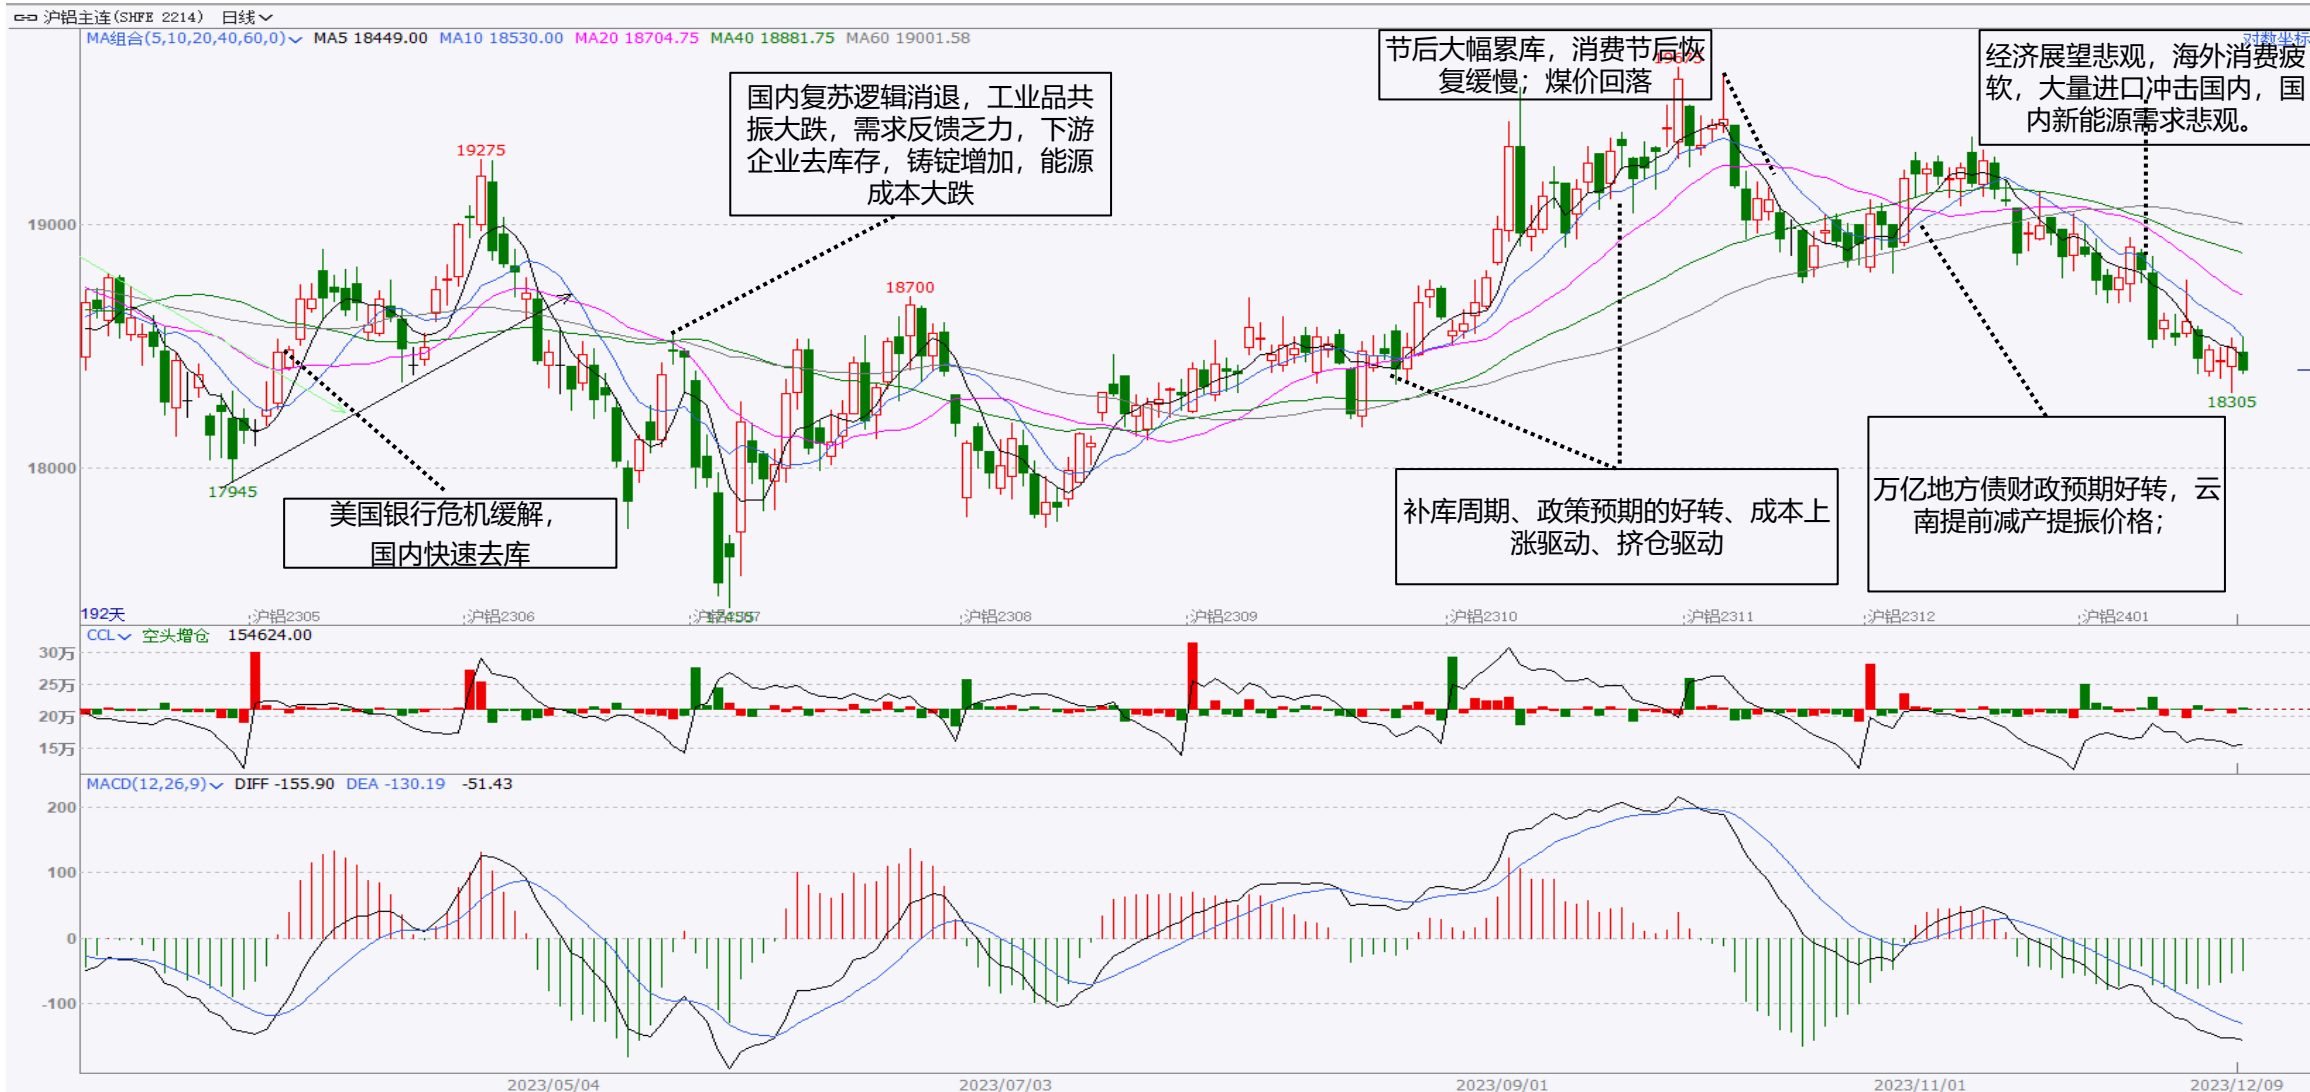 沪铝主连(SHFE 2214) 日线
MA组合(5,10,20,40,60,0) MA5 18449.00 MA10 18530.00 MA20 18704.75 MA40 18881.75 MA60 19001.58
对数坐标
节后大幅累库，消费节后恢
复缓慢；煤价回落
19675
经济展望悲观，海外消费疲
软，大量进口冲击国内，国
内新能源需求悲观。
国内复苏逻辑消退，工业品共
振大跌，需求反馈乏力，下游
企业去库存，铸锭增加，能源
成本大跌
19275
19000
18700
18305
18000
17945
美国银行危机缓解，
国内快速去库
补库周期、政策预期的好转、成本上
涨驱动、挤仓驱动
万亿地方债财政预期好转，云
南提前减产提振价格；
192天
沪铝2305
沪铝2306
沪铝2308
沪铝2309
沪铝2310
沪铝2311
沪铝2312
沪铝2401
CCL 空头增仓 154624.00
30万
25万
20万
15万
MACD(12,26,9) DIFF -155.90 DEA -130.19 -51.43
200
100
0
-100
2023/05/04
2023/07/03
2023/09/01
2023/11/01
2023/12/09